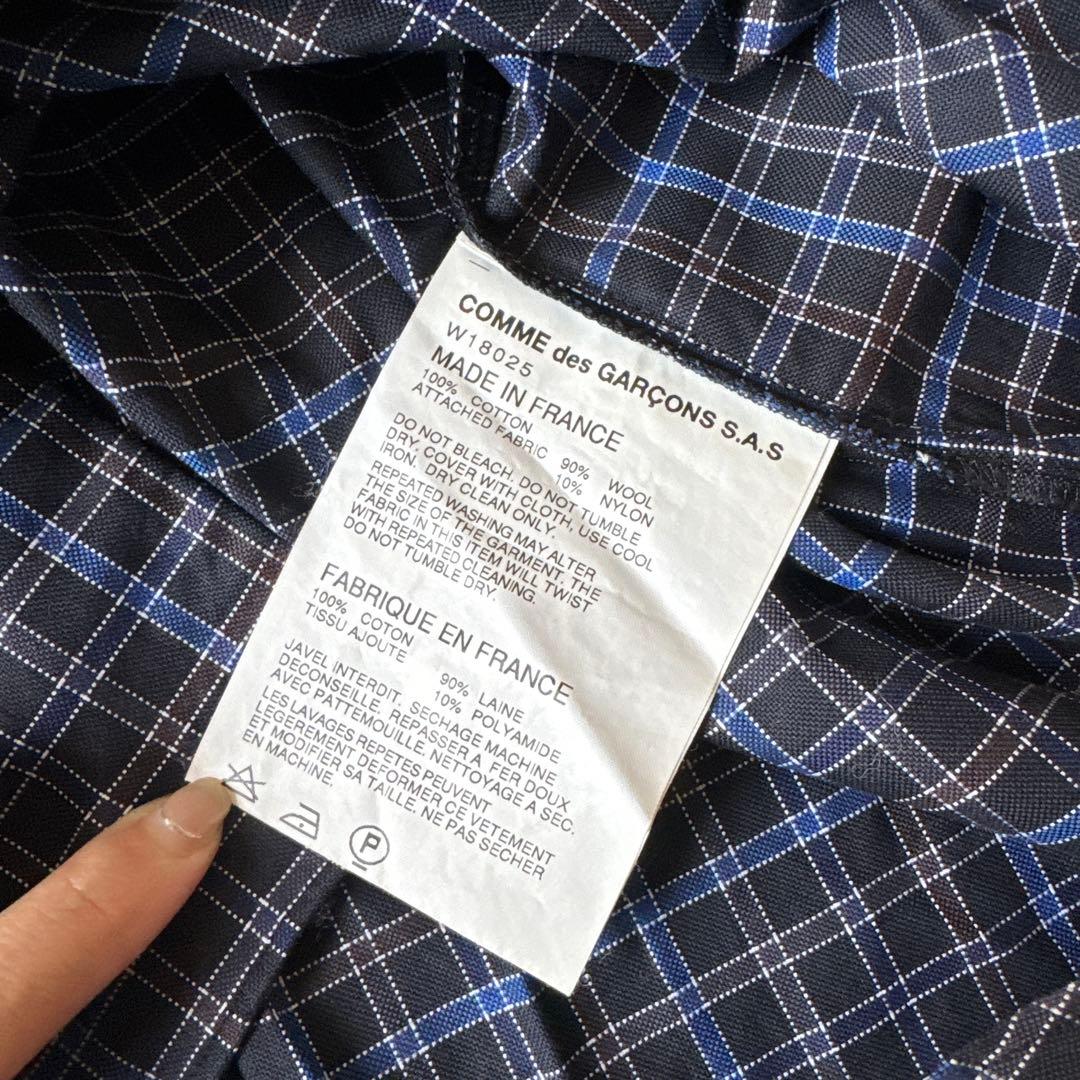 COMME des GARÇONS S.A.S
W18025
MADE IN FRANCE
100% COTTON
ATTACHED FABRIC 90% WOOL
10% NYLON
DO NOT BLEACH. DO NOT TUMBLE
DRY COVER WITH CLOTH. USE COOL
IRON. DRY CLEAN ONLY.
REPEATED WASHING MAY ALTER
THE SIZE OF THE GARMENT. THE
FABRIC IN THIS ITEM WILL TWIST
WITH REPEATED CLEANING.
DO NOT TUMBLE DRY.
FABRIQUE EN FRANCE
100% COTON
TISSU AJOUTE 90% LAINE
10% POLYAMIDE
JAVEL INTERDIT. SECHAGE MACHINE
DECONSEILLE, REPASSER A FER DOUX
AVEC PATTEMOUILLE. NETTOYAGE A SEC.
LES LAVAGES REPETES PEUVENT
LEGEREMENT DEFORMER CE VETEMENT
ET EN MODIFIER SA TAILLE. NE PAS SECHER
EN MACHINE.
P